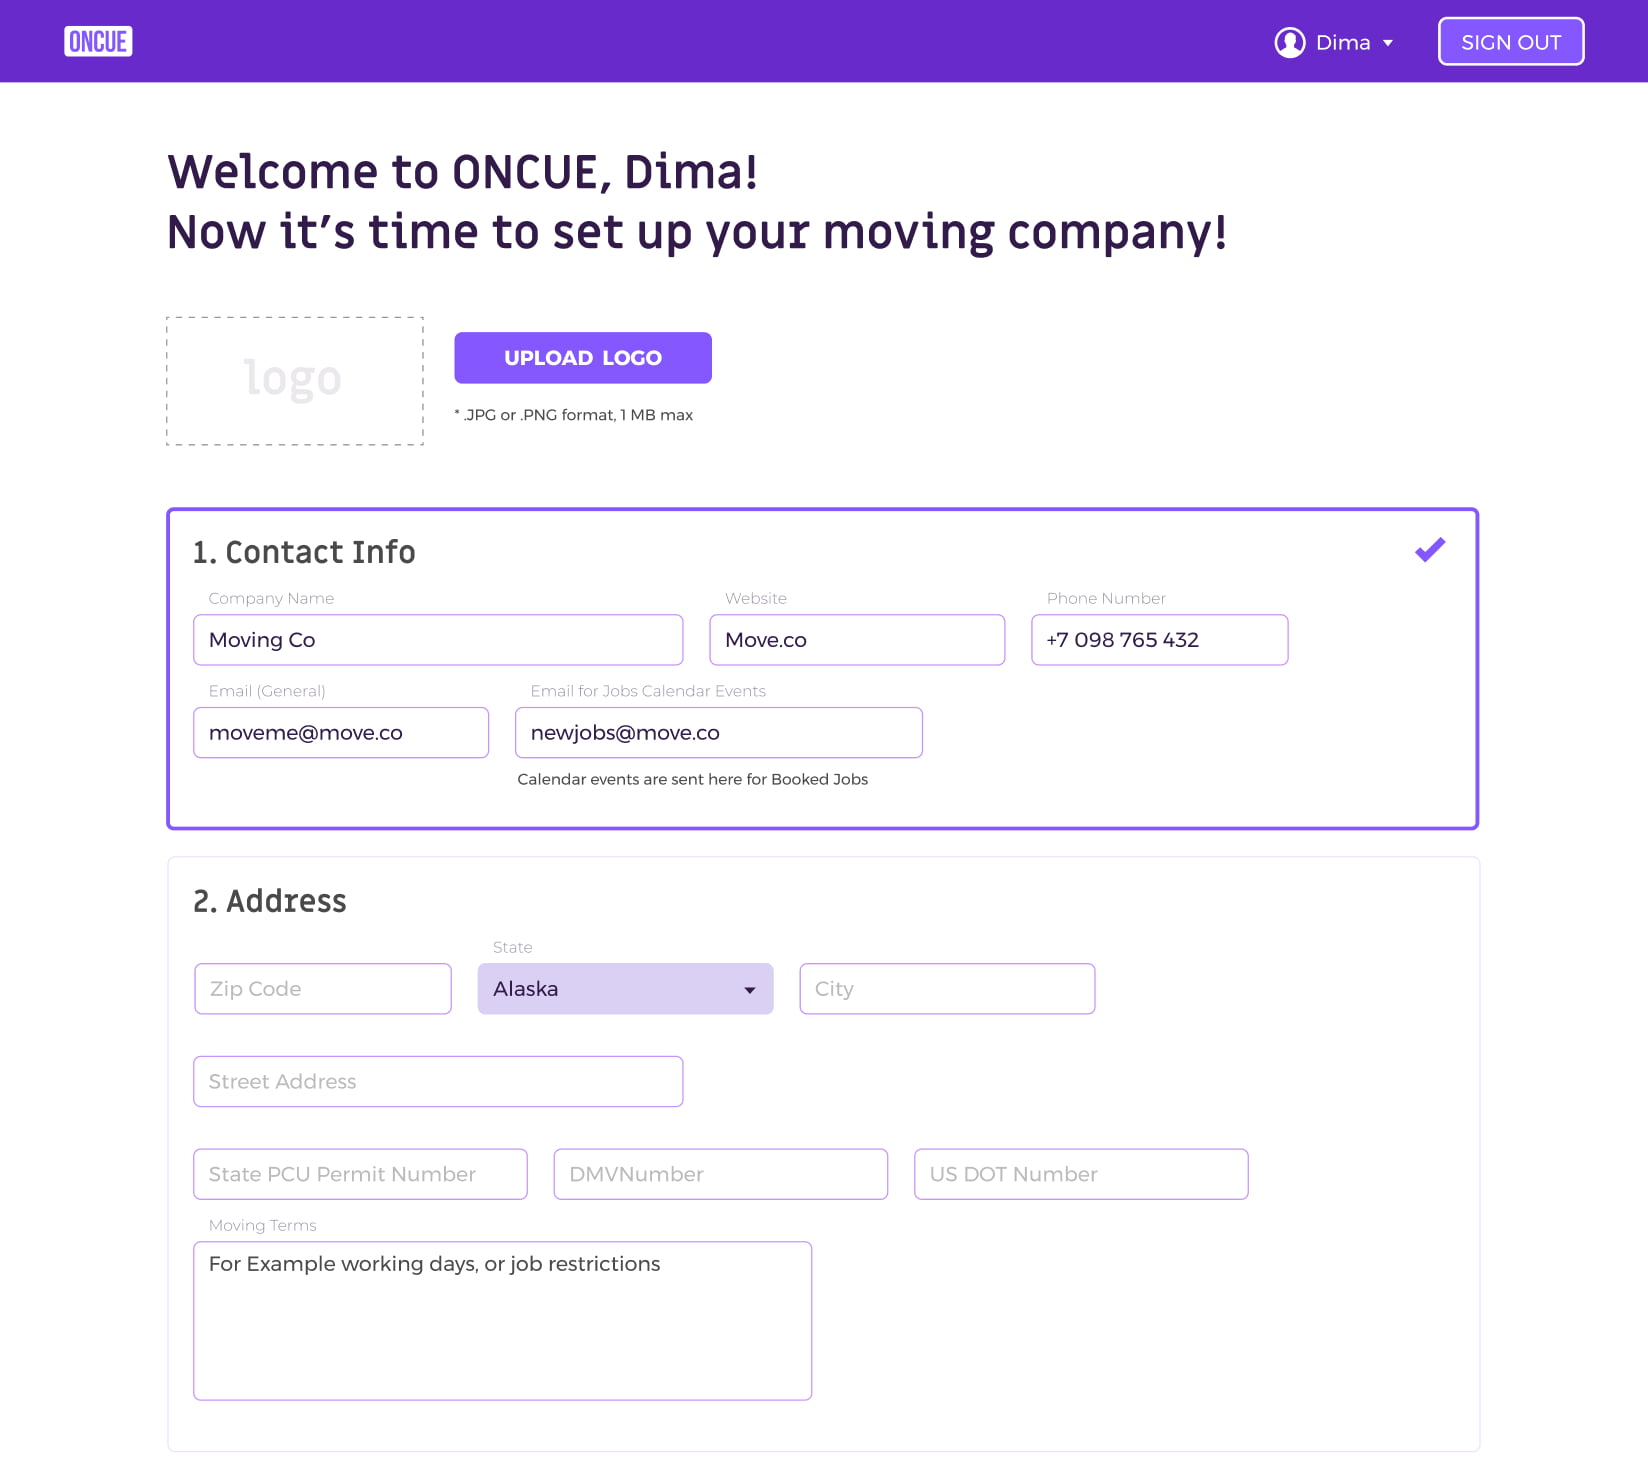 ONCUE
Dima
SIGN OUT
Welcome to ONCUE, Dima!
Now it's time to set up your moving company!
logo
UPLOAD LOGO
* .JPG or .PNG format, 1 MB max
1. Contact Info
Company Name
Website
Phone Number
Moving Co
Move.co
+7 098 765 432
Email (General)
Email for Jobs Calendar Events
moveme@move.co
newjobs@move.co
Calendar events are sent here for Booked Jobs
2. Address
State
Zip Code
Alaska
City
Street Address
State PCU Permit Number
DMVNumber
US DOT Number
Moving Terms
For Example working days, or job restrictions